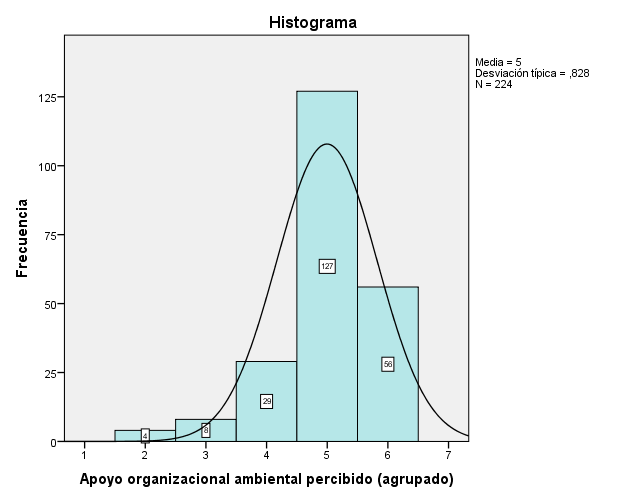 Histograma
Media = 5
Desviación típica = ,828
N = 224
125
100
75
50
25
0
Frecuencia
127
56
29
8
4
1 2 3 4 5 6 7
Apoyo organizacional ambiental percibido (agrupado)